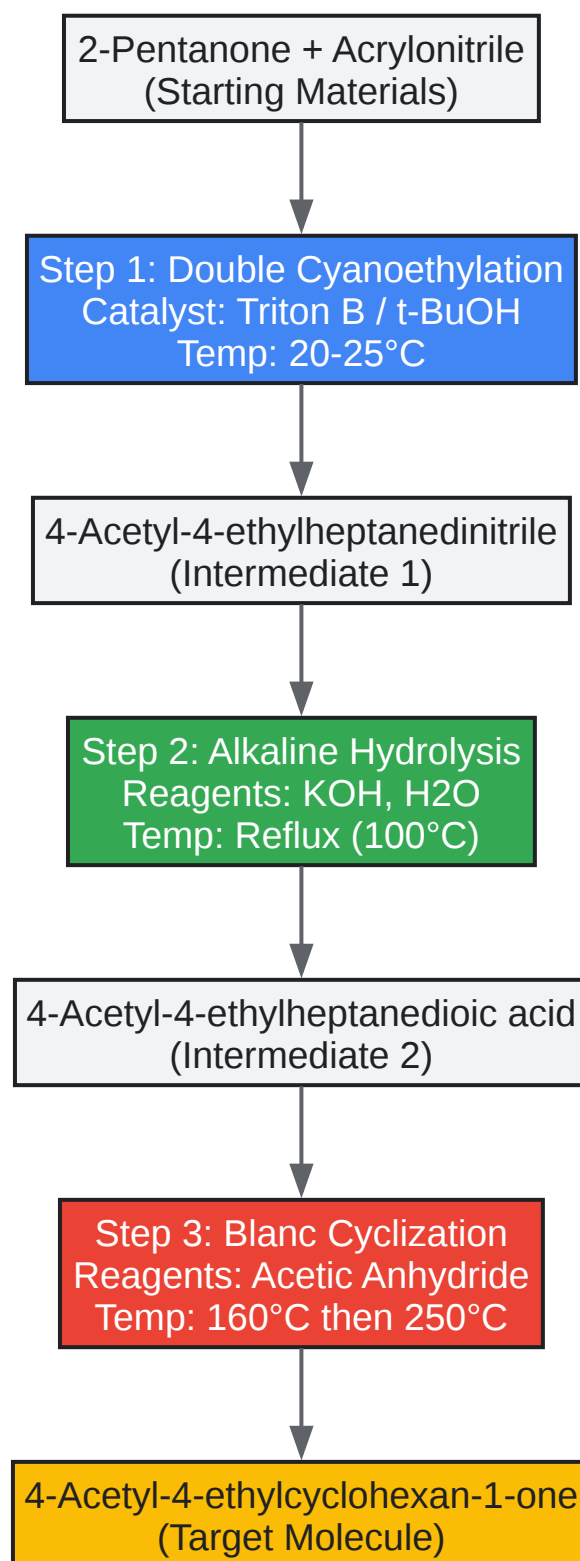 2-Pentanone + Acrylonitrile
(Starting Materials)
Step 1: Double Cyanoethylation
Catalyst: Triton B / t-BuOH
Temp: 20-25°C
4-Acetyl-4-ethylheptanedinitrile
(Intermediate 1)
Step 2: Alkaline Hydrolysis
Reagents: KOH, H2O
Temp: Reflux (100°C)
4-Acetyl-4-ethylheptanedioic acid
(Intermediate 2)
Step 3: Blanc Cyclization
Reagents: Acetic Anhydride
Temp: 160°C then 250°C
4-Acetyl-4-ethylcyclohexan-1-one
(Target Molecule)